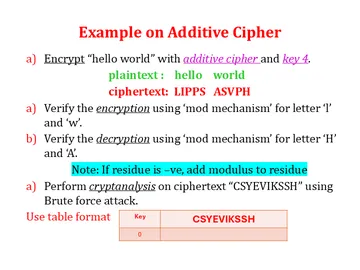 Example on Additive Cipher
a) Encrypt “hello world” with additive cipher and key 4.
plaintext : hello world
ciphertext: LIPPS ASVPH
a) Verify the encryption using ‘mod mechanism’ for letter ‘l’
and ‘w’.
b) Verify the decryption using ‘mod mechanism’ for letter ‘H’
and ‘A’.
Note: If residue is –ve, add modulus to residue
a) Perform cryptanalysis on ciphertext “CSYEVIKSSH” using
Brute force attack.
Use table format
Key CSYEVIKSSH
0